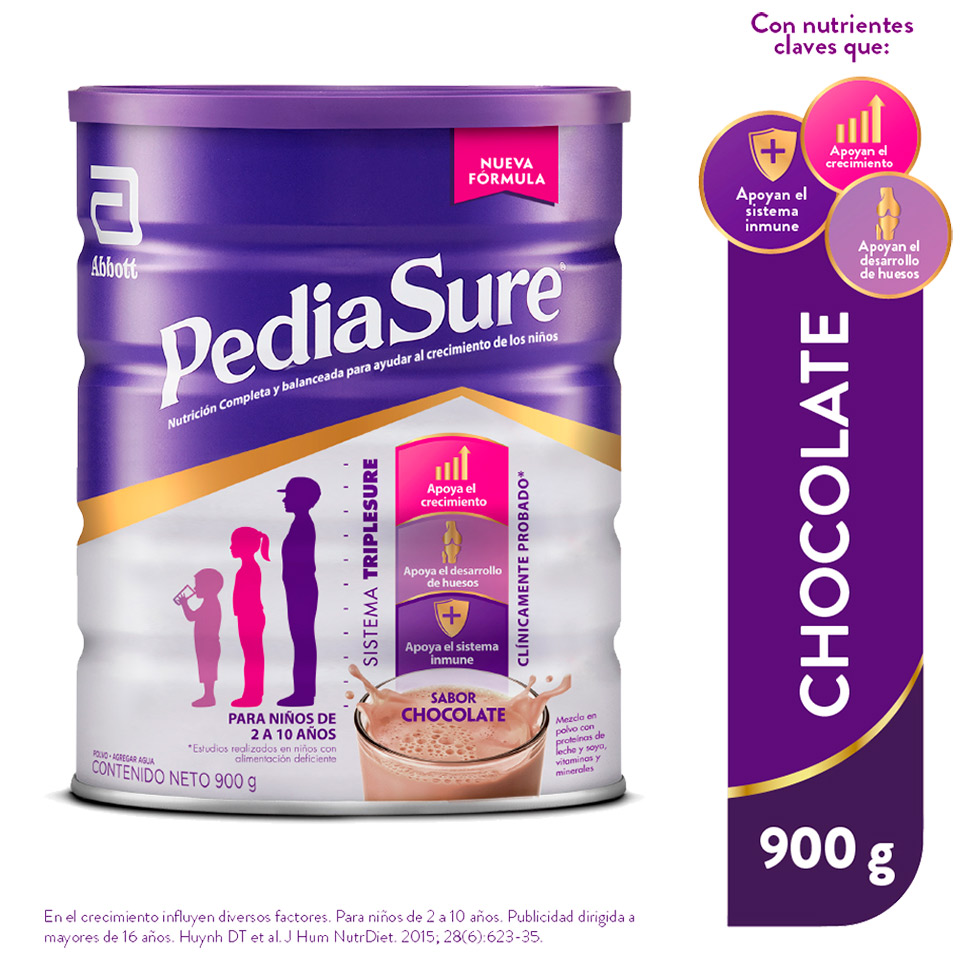 Con nutrientes
claves que:
Apoyan el
crecimiento
Apoyan el
sistema
inmune
Apoyan el
desarrollo
de huesos
CHOCOLATE
900 g
NUEVA
FÓRMULA
a
Abbott
PediaSure®
Nutrición Completa y balanceada para ayudar al crecimiento de los niños
SISTEMA TRIPLESURE
Apoya el
crecimiento
Apoya el desarrollo
de huesos
Apoya el sistema
inmune
CLÍNICAMENTE PROBADO*
SABOR
CHOCOLATE
PARA NIÑOS DE
2 A 10 AÑOS
*Estudios realizados en niños con
alimentación deficiente
Mezcla en
polvo con
proteínas de
leche y soya,
vitaminas y
minerales
POLVO • AGREGAR AGUA
CONTENIDO NETO 900 g
En el crecimiento influyen diversos factores. Para niños de 2 a 10 años. Publicidad dirigida a
mayores de 16 años. Huynh DT et al. J Hum NutrDiet. 2015; 28(6):623-35.